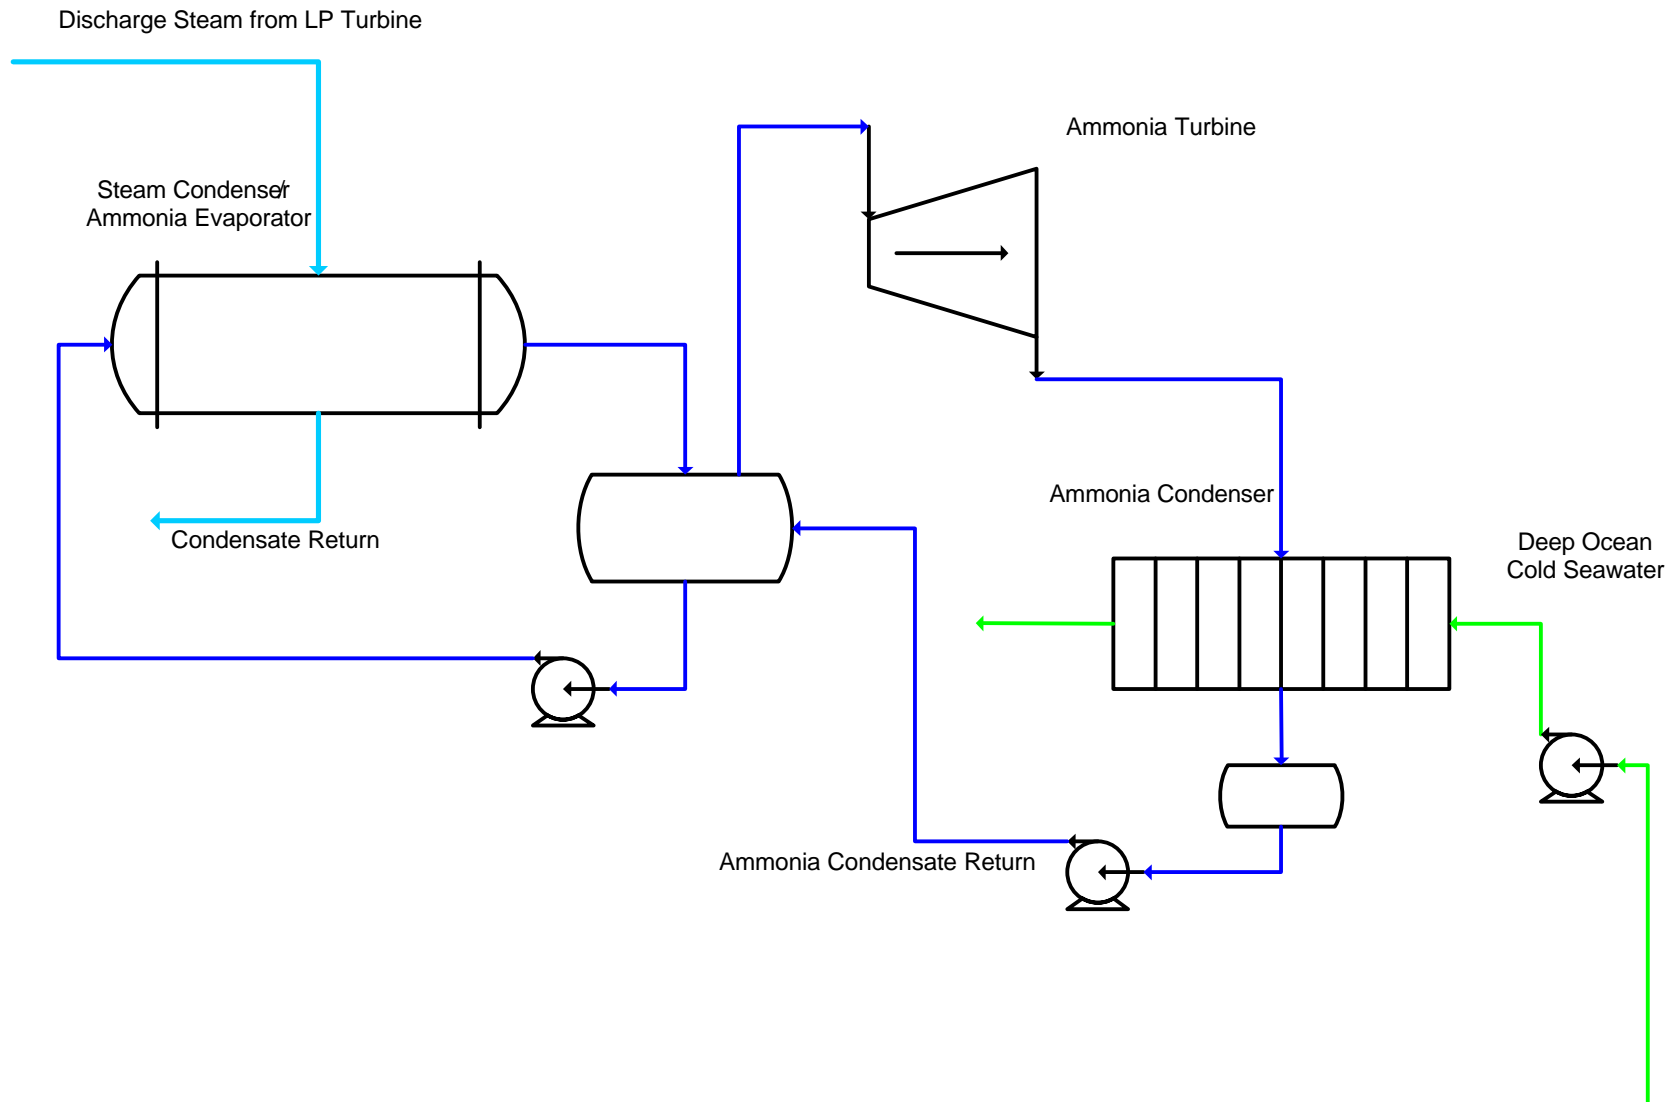 Discharge Steam from LP Turbine
Ammonia Turbine
Steam Condenser/
Ammonia Evaporator
Ammonia Condenser
Condensate Return
Deep Ocean
Cold Seawater
Ammonia Condensate Return